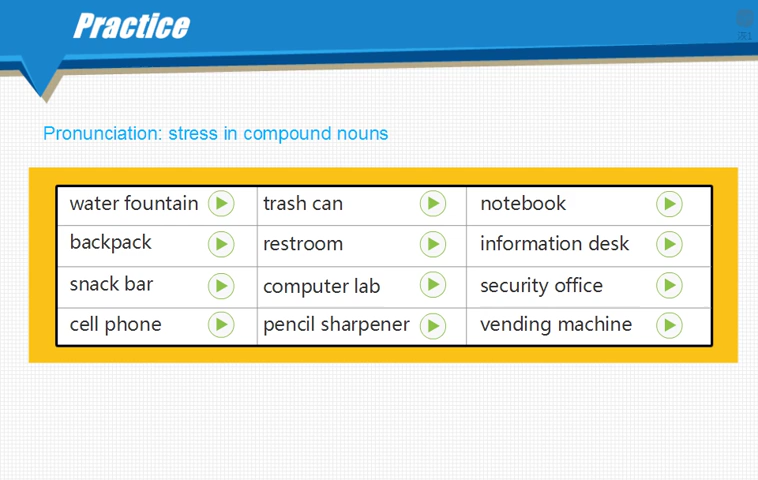 Practice
Pronunciation: stress in compound nouns
water fountain trash can notebook
backpack restroom information desk
snack bar computer lab security office
cell phone pencil sharpener vending machine